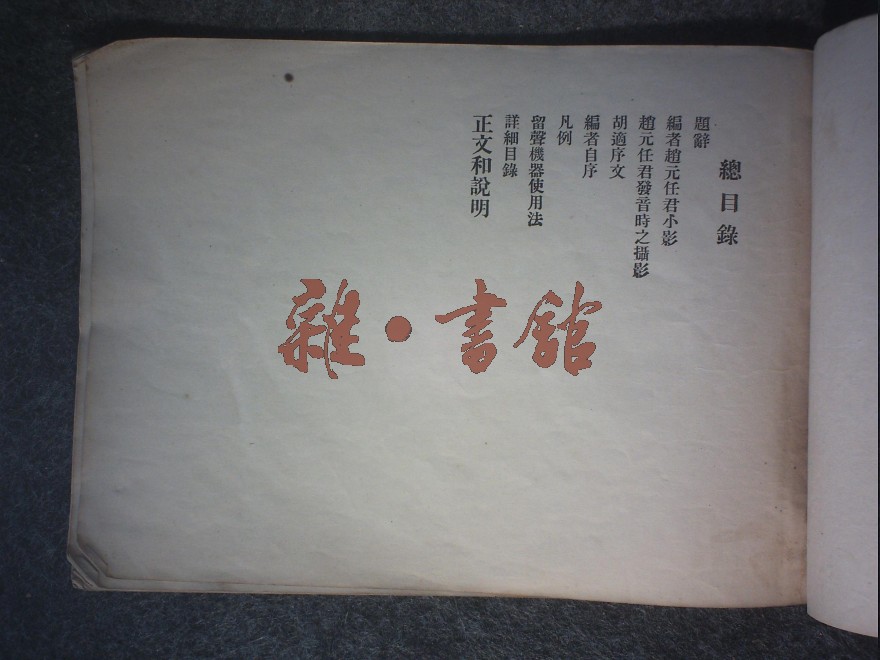 總目錄
題辭
編者趙元任君小影
趙元任君發音時之攝影
胡適序文
編者自序
凡例
留聲機器使用法
詳細目錄
正文和說明
雜·書館